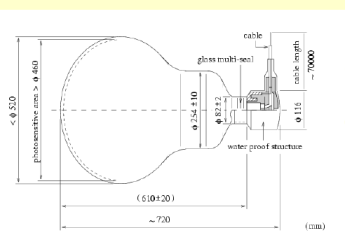 cable
glass multi-seal
cable length
~ 70000
< φ 520
photosensitive area > φ 460
φ 254 ±10
φ 82±2
φ 116
water proof structure
(610±20)
~ 720
(mm)